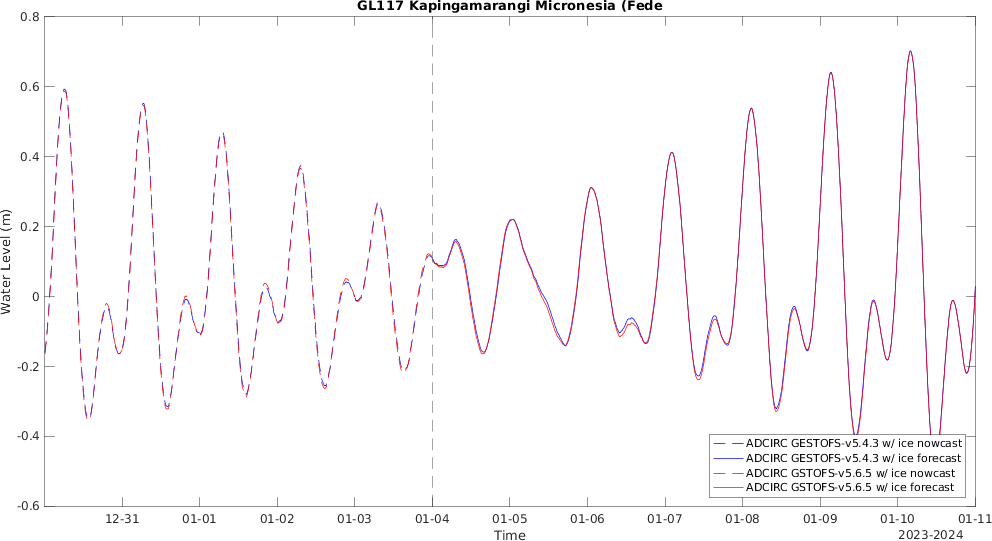 GL117 Kapingamarangi Micronesia (Fede
0.8
0.6
0.4
0.2
0
-0.2
-0.4
-0.6
Water Level (m)
ADCIRC GESTOFS-v5.4.3 w/ ice nowcast
ADCIRC GESTOFS-v5.4.3 w/ ice forecast
ADCIRC GSTOFS-v5.6.5 w/ ice nowcast
ADCIRC GSTOFS-v5.6.5 w/ ice forecast
12-31 01-01 01-02 01-03 01-04 01-05 01-06 01-07 01-08 01-09 01-10 01-11
Time
2023-2024